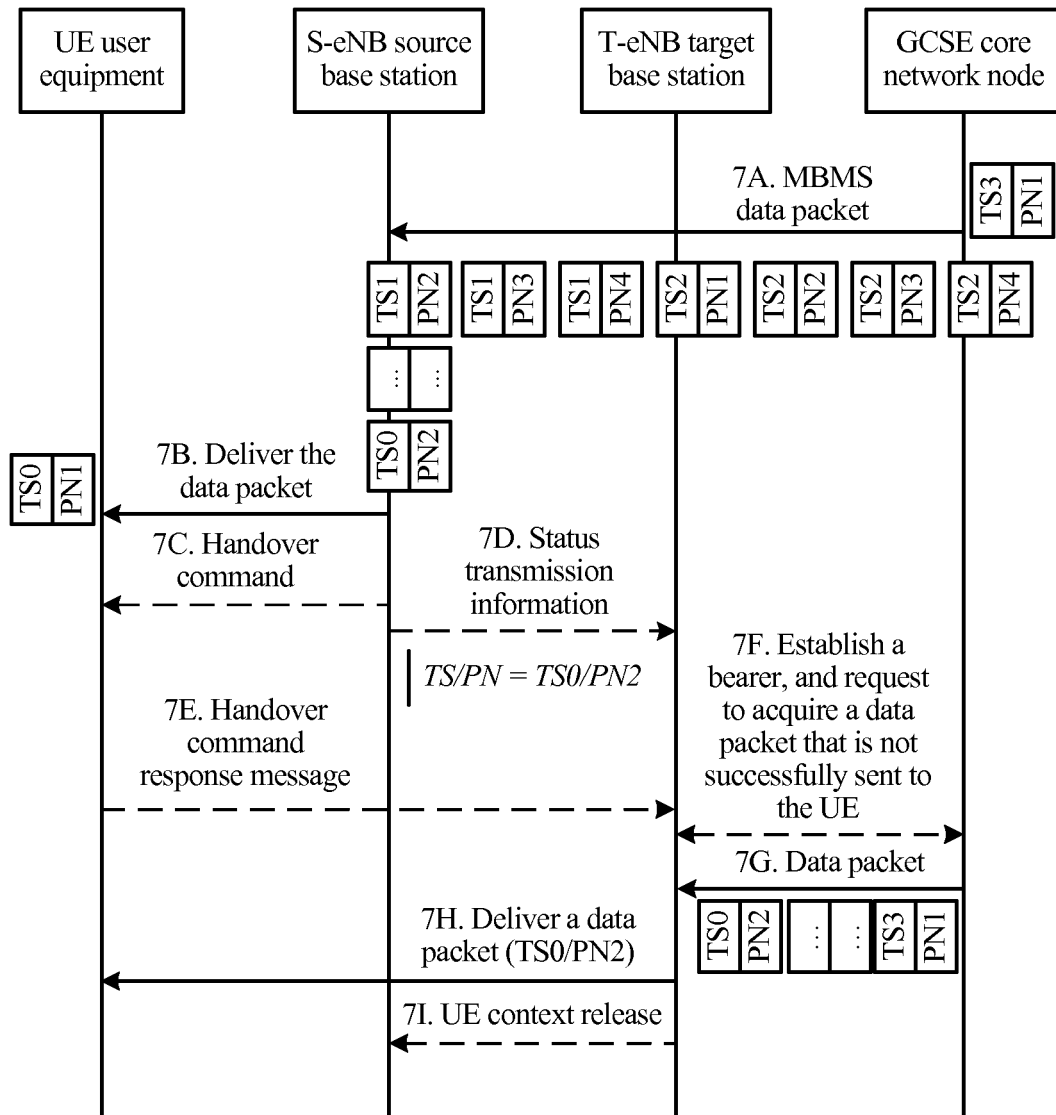 UE user
equipment
S-eNB source
base station
T-eNB target
base station
GCSE core
network node
7A. MBMS
data packet
TS3 PN1
TS1 PN2 TS1 PN3 TS1 PN4 TS2 PN1 TS2 PN2 TS2 PN3 TS2 PN4
... ...
TS0 PN2
7B. Deliver the
data packet
TS0 PN1
7C. Handover
command
7D. Status
transmission
information
TS/PN = TS0/PN2
7E. Handover
command
response message
7F. Establish a
bearer, and request
to acquire a data
packet that is not
successfully sent to
the UE
7G. Data packet
TS0 PN2 ... ... TS3 PN1
7H. Deliver a data
packet (TS0/PN2)
7I. UE context release